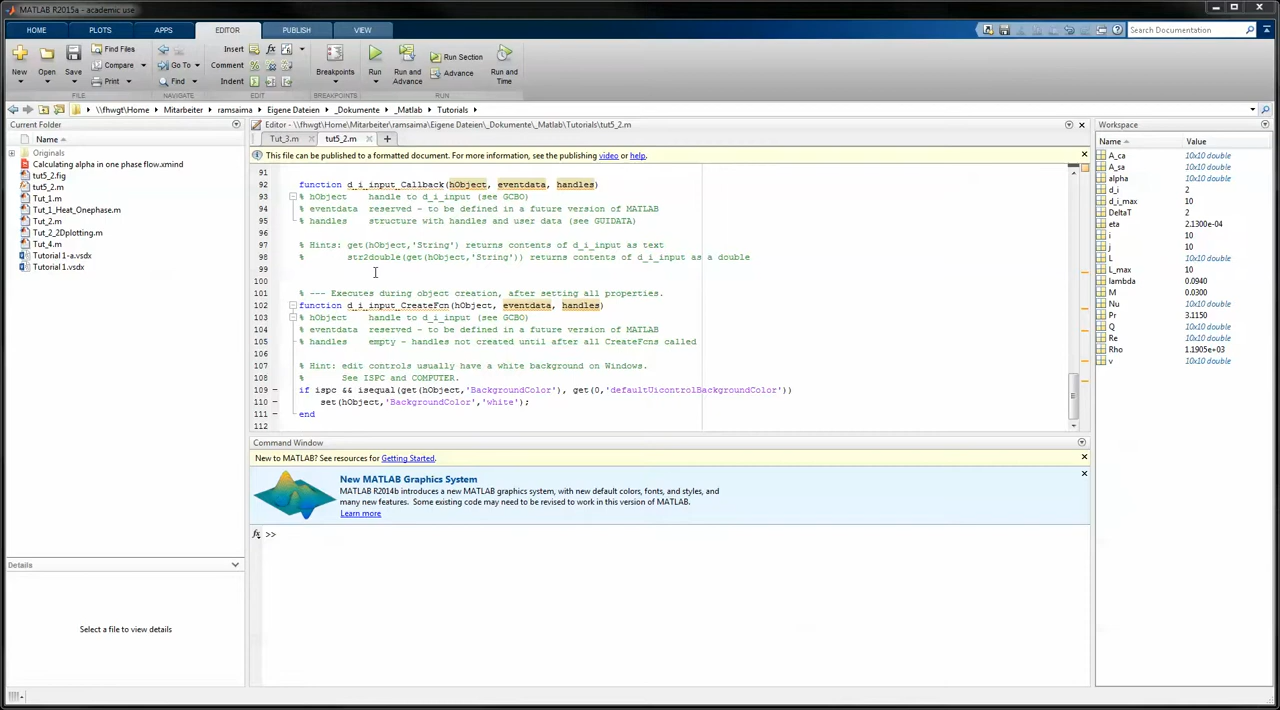 MATLAB R2015a - academic use
HOME PLOTS APPS EDITOR PUBLISH VIEW
Search Documentation
New Open Save
Find Files
Compare
Print
Go To
Find
Insert
Comment
Indent
Breakpoints
Run
Run and Advance
Run Section
Advance
Run and Time
FILE NAVIGATE EDIT BREAKPOINTS RUN
\\fhwgt\Home Mitarbeiter ramsaima Eigene Dateien _Dokumente _Matlab Tutorials
Current Folder
Name
Originals
Calculating alpha in one phase flow.xmind
tut5_2.fig
tut5_2.m
Tut_1.m
Tut_1_Heat_Onephase.m
Tut_2.m
Tut_2_2Dplotting.m
Tut_4.m
Tutorial 1-a.vsdx
Tutorial 1.vsdx
Details
Select a file to view details
Editor - \\fhwgt\Home\Mitarbeiter\ramsaima\Eigene Dateien\_Dokumente\_Matlab\Tutorials\tut5_2.m
Tut_3.m tut5_2.m
This file can be published to a formatted document. For more information, see the publishing video or help.
91
92 function d_i_input_Callback(hObject, eventdata, handles)
93 % hObject    handle to d_i_input (see GCBO)
94 % eventdata  reserved - to be defined in a future version of MATLAB
95 % handles    structure with handles and user data (see GUIDATA)
96
97 % Hints: get(hObject,'String') returns contents of d_i_input as text
98 %        str2double(get(hObject,'String')) returns contents of d_i_input as a double
99
100
101 % --- Executes during object creation, after setting all properties.
102 function d_i_input_CreateFcn(hObject, eventdata, handles)
103 % hObject    handle to d_i_input (see GCBO)
104 % eventdata  reserved - to be defined in a future version of MATLAB
105 % handles    empty - handles not created until after all CreateFcns called
106
107 % Hint: edit controls usually have a white background on Windows.
108 %       See ISPC and COMPUTER.
109 - if ispc && isequal(get(hObject,'BackgroundColor'), get(0,'defaultUicontrolBackgroundColor'))
110 -     set(hObject,'BackgroundColor','white');
111 - end
112
Command Window
New to MATLAB? See resources for Getting Started.
New MATLAB Graphics System
MATLAB R2014b introduces a new MATLAB graphics system, with new default colors, fonts, and styles, and
many new features. Some existing code may need to be revised to work in this version of MATLAB.
Learn more
fx >>
Workspace
Name Value
A_ca 10x10 double
A_sa 10x10 double
alpha 10x10 double
d_i 2
d_i_max 10
DeltaT 2
eta 2.1300e-04
i 10
j 10
L 10x10 double
L_max 10
lambda 0.0940
M 0.0300
Nu 10x10 double
Pr 3.1150
Q 10x10 double
Re 10x10 double
Rho 1.1905e+03
v 10x10 double